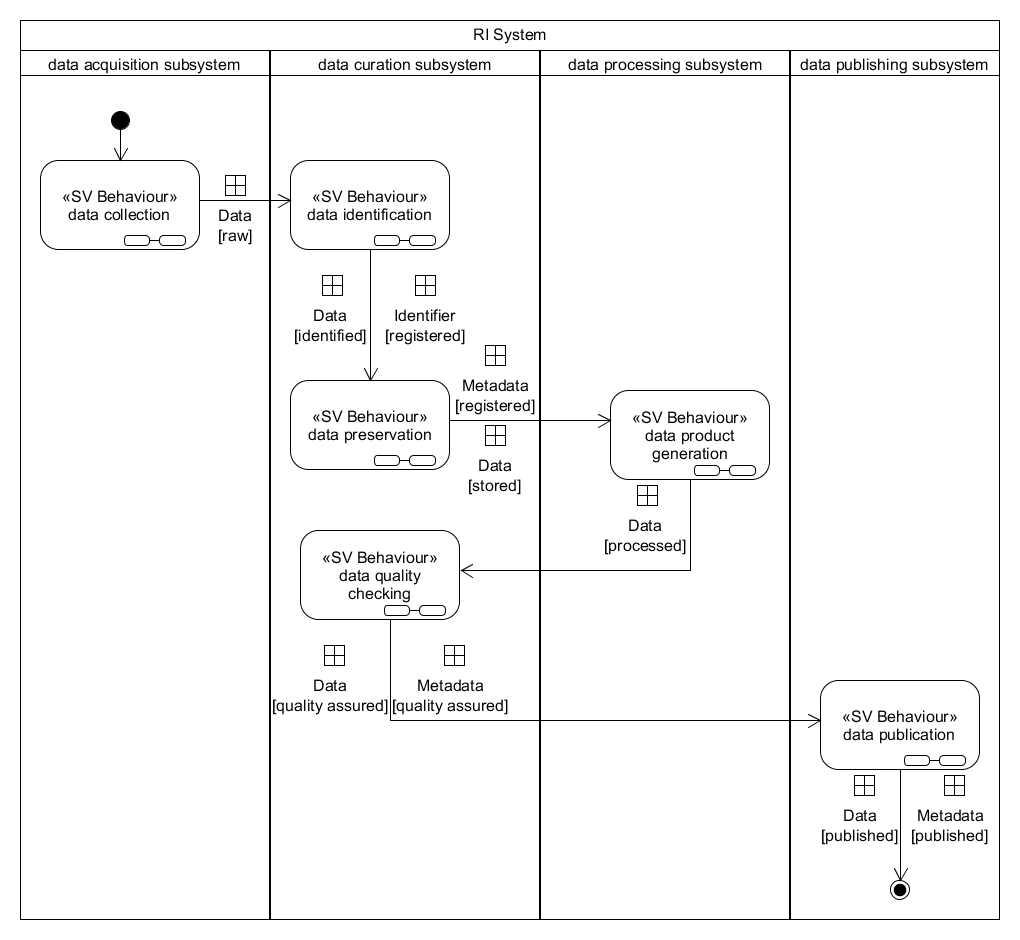 RI System
data acquisition subsystem
data curation subsystem
data processing subsystem
data publishing subsystem
«SV Behaviour»
data collection
Data
[raw]
«SV Behaviour»
data identification
Data
[identified]
Identifier
[registered]
«SV Behaviour»
data preservation
Metadata
[registered]
Data
[stored]
«SV Behaviour»
data product
generation
Data
[processed]
«SV Behaviour»
data quality
checking
Data
[quality assured]
Metadata
[quality assured]
«SV Behaviour»
data publication
Data
[published]
Metadata
[published]